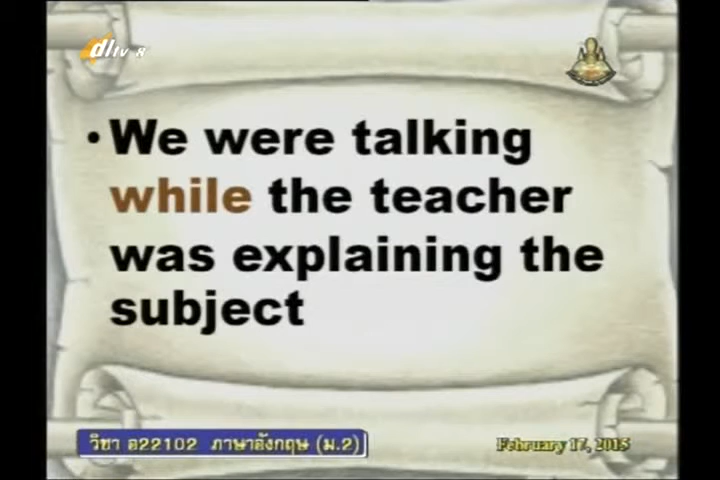 dltv 8
• We were talking
while the teacher
was explaining the
subject
วิชา อ22102 ภาษาอังกฤษ (ม.2)
February 17, 2015